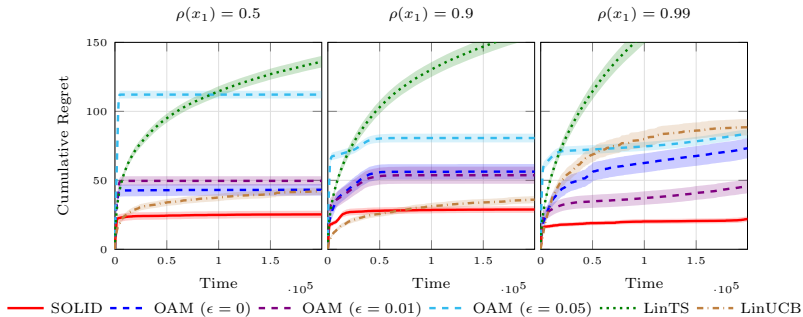 ρ(x₁) = 0.5 ρ(x₁) = 0.9 ρ(x₁) = 0.99
150
100
50
0
Cumulative Regret
0.5 1 1.5 0.5 1 1.5 0 0.5 1 1.5
Time Time Time
·10⁵ ·10⁵ ·10⁵
SOLID OAM (ϵ = 0) OAM (ϵ = 0.01) OAM (ϵ = 0.05) LinTS LinUCB